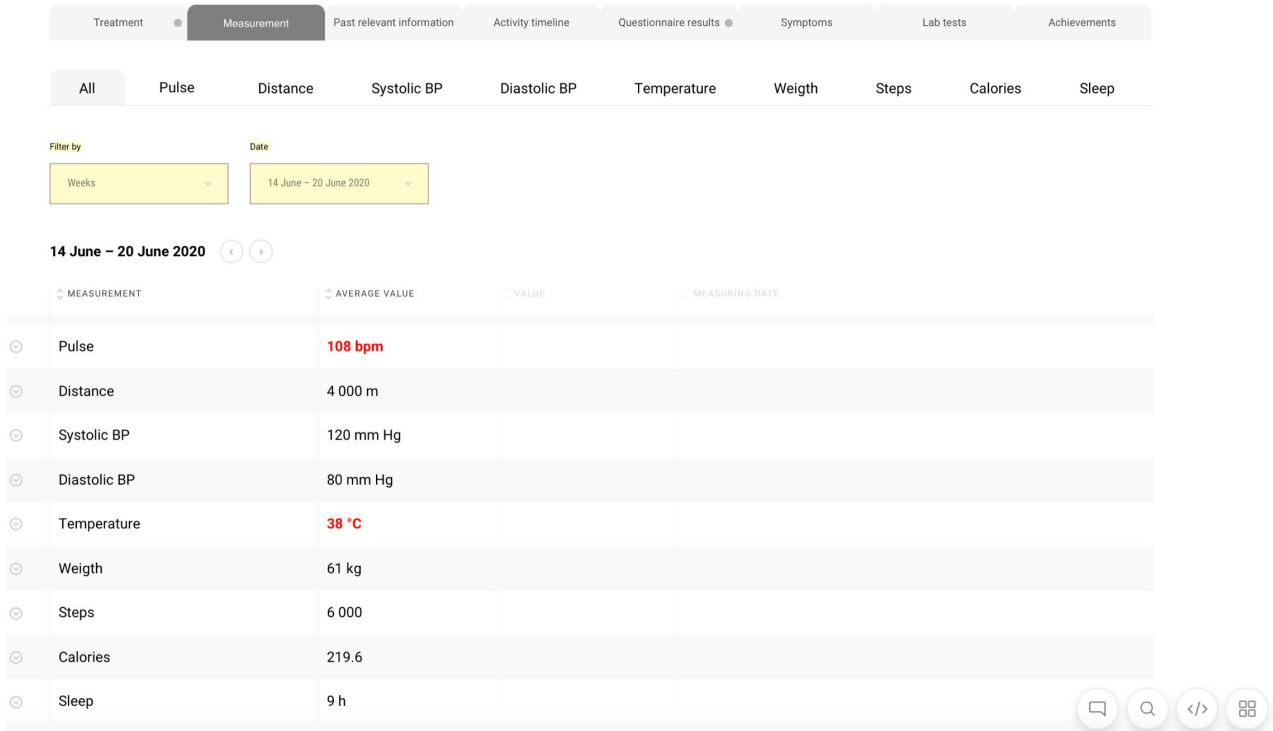 Treatment Measurement Past relevant information Activity timeline Questionnaire results Symptoms Lab tests Achievements
All Pulse Distance Systolic BP Diastolic BP Temperature Weigth Steps Calories Sleep
Filter by Date
Weeks 14 June – 20 June 2020
14 June – 20 June 2020
MEASUREMENT AVERAGE VALUE VALUE MEASURING DATE
Pulse 108 bpm
Distance 4 000 m
Systolic BP 120 mm Hg
Diastolic BP 80 mm Hg
Temperature 38 °C
Weigth 61 kg
Steps 6 000
Calories 219.6
Sleep 9 h